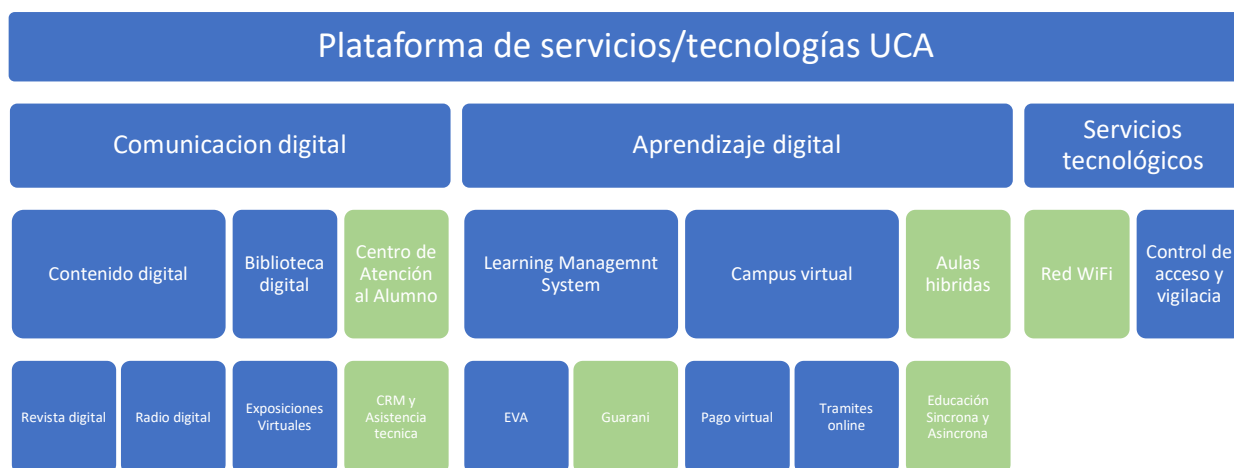 Plataforma de servicios/tecnologías UCA
Comunicacion digital
Aprendizaje digital
Servicios
tecnológicos
Contenido digital
Biblioteca
digital
Centro de
Atención
al Alumno
Learning Managemnt
System
Campus virtual
Aulas
hibridas
Red WiFi
Control de
acceso y
vigilacia
Revista digital
Radio digital
Exposiciones
Virtuales
CRM y
Asistencia
tecnica
EVA
Guarani
Pago virtual
Tramites
online
Educación
Sincrona y
Asincrona